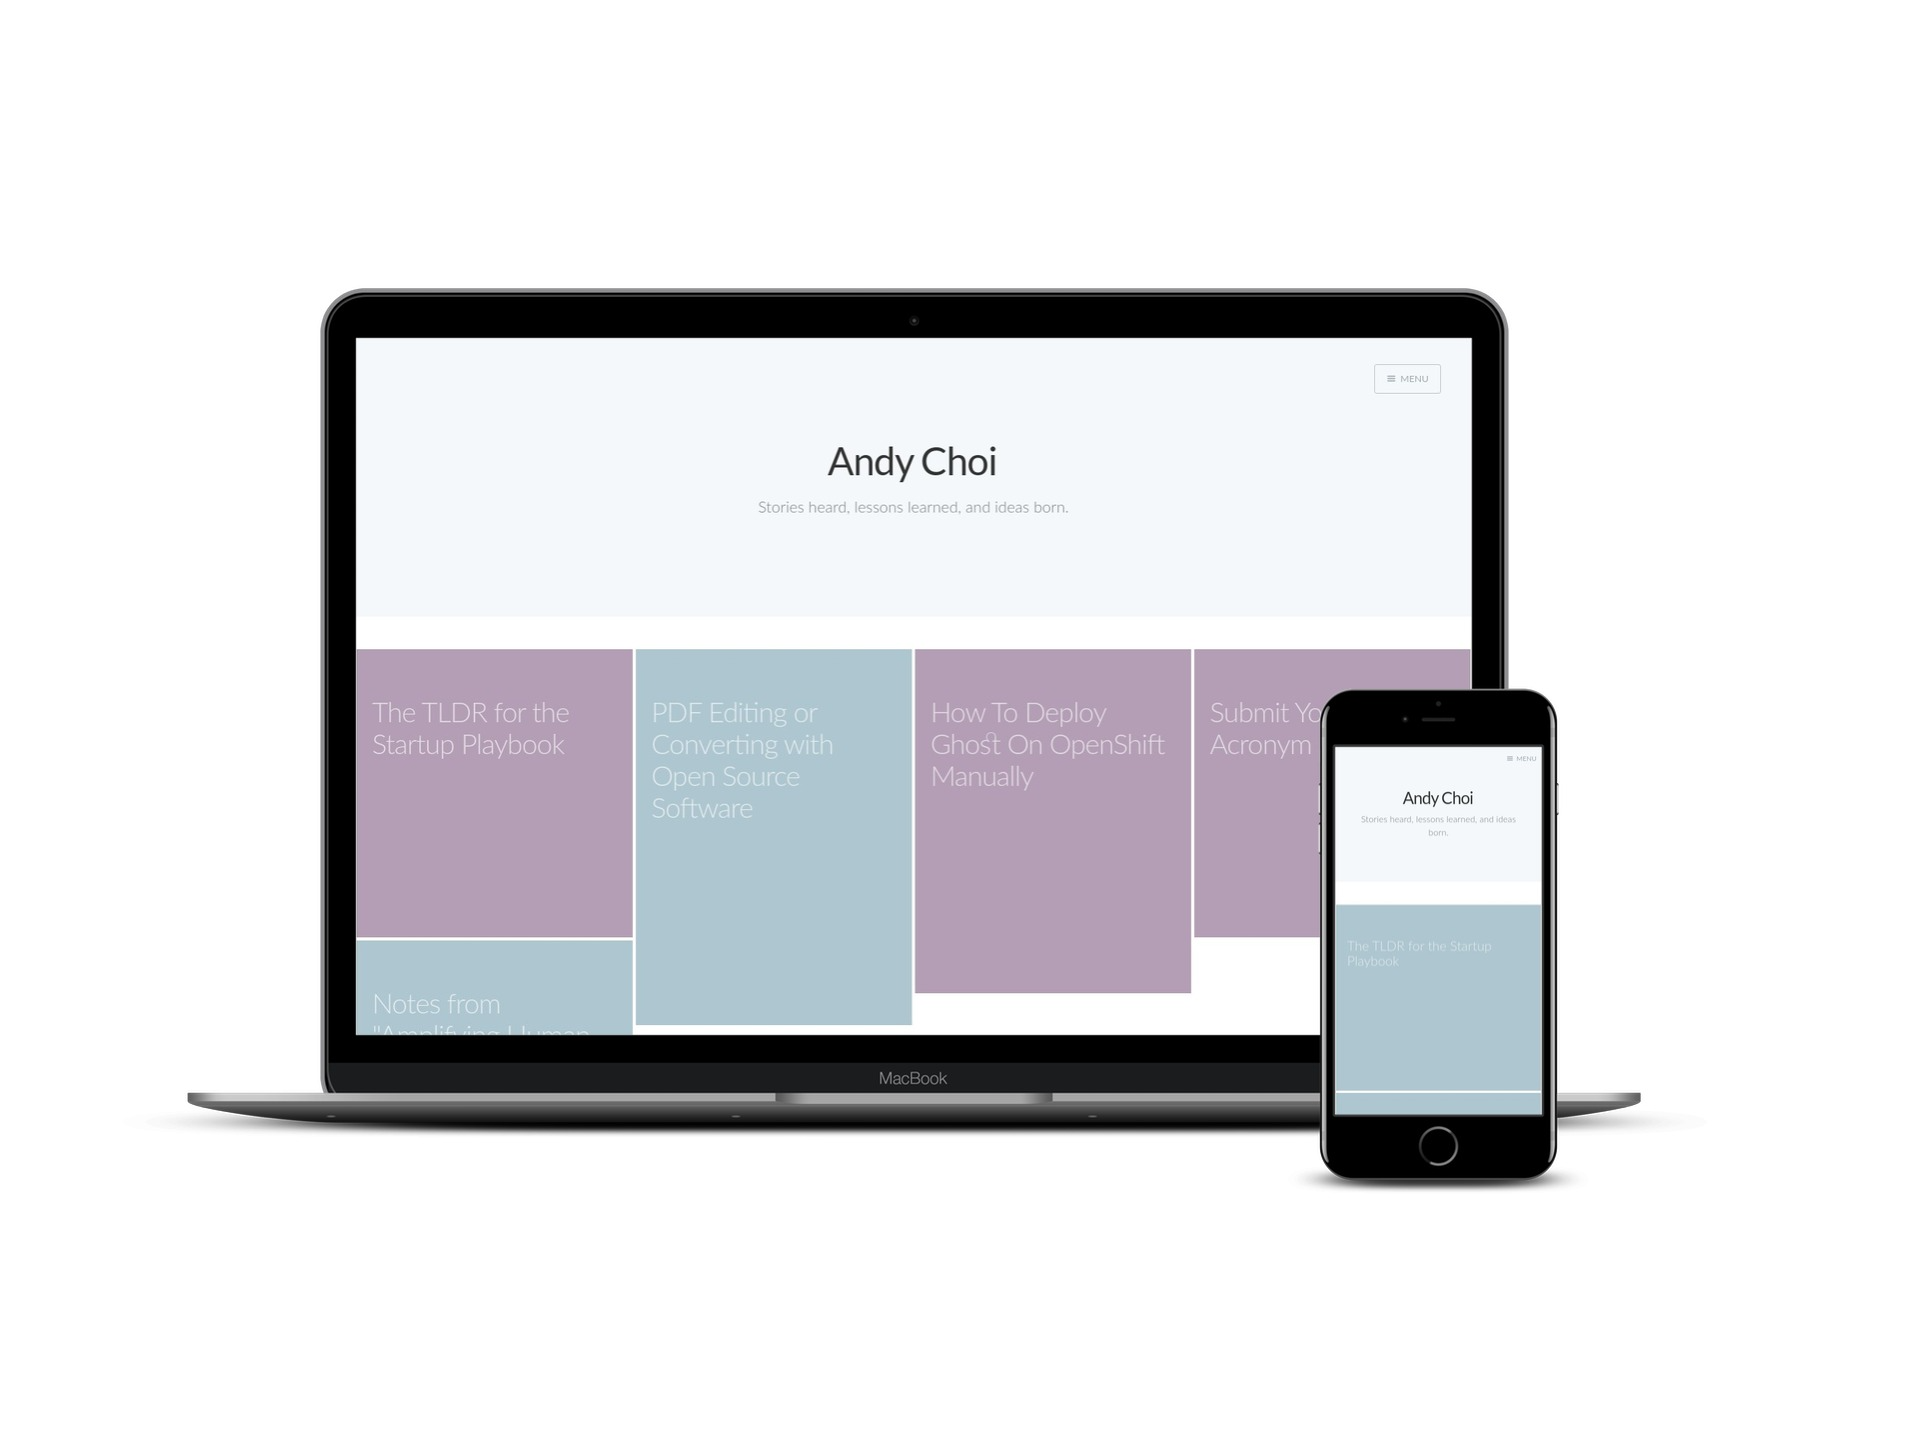 MENU
Andy Choi
Stories heard, lessons learned, and ideas born.
The TLDR for the
Startup Playbook
PDF Editing or
Converting with
Open Source
Software
How To Deploy
Ghost On OpenShift
Manually
Submit Yo
Acronym
Notes from
"Amplifying Human
MacBook
MENU
Andy Choi
Stories heard, lessons learned, and ideas
born.
The TLDR for the Startup
Playbook